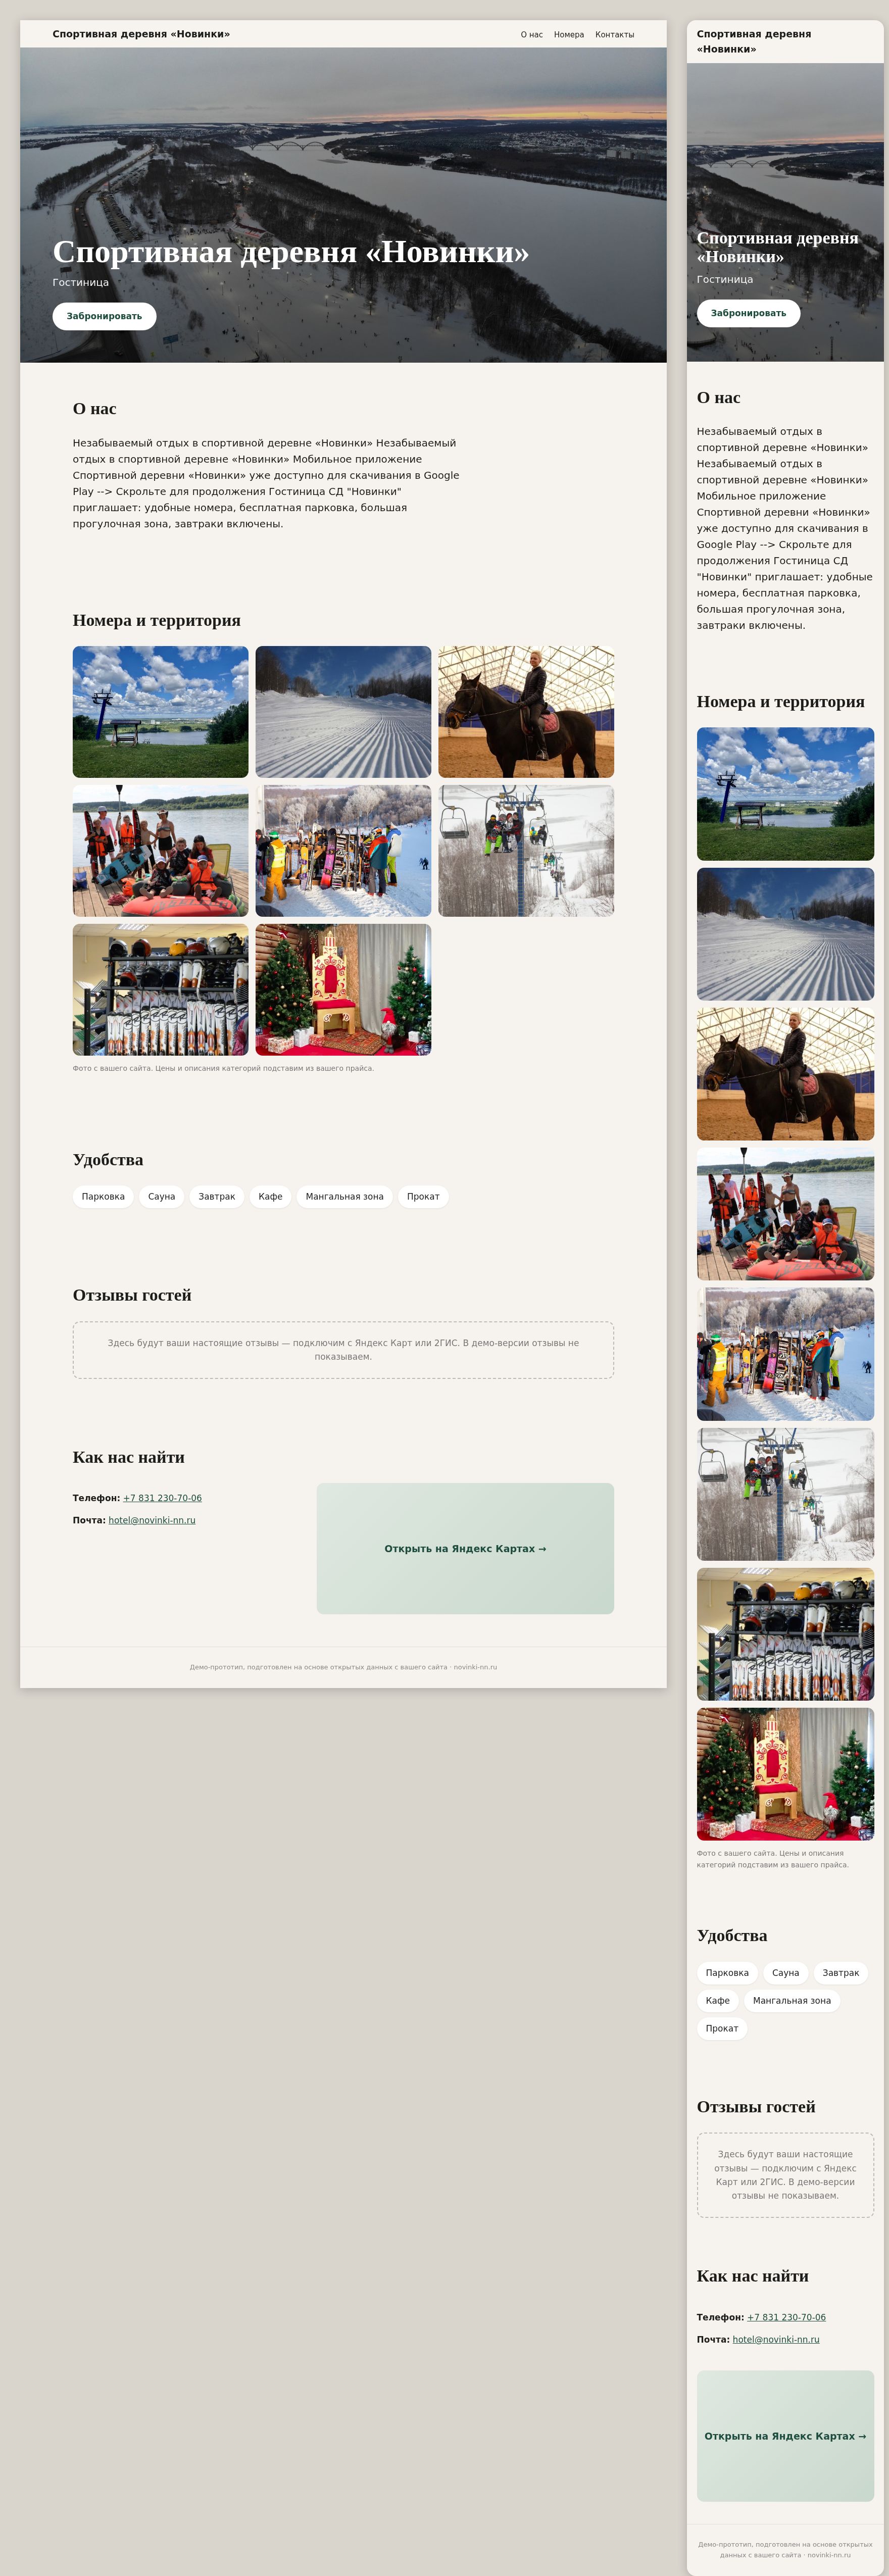 Спортивная деревня «Новинки»
О нас Номера Контакты
Спортивная деревня «Новинки»
Гостиница
Забронировать
О нас
Незабываемый отдых в спортивной деревне «Новинки» Незабываемый
отдых в спортивной деревне «Новинки» Мобильное приложение
Спортивной деревни «Новинки» уже доступно для скачивания в Google
Play --> Скрольте для продолжения Гостиница СД "Новинки"
приглашает: удобные номера, бесплатная парковка, большая
прогулочная зона, завтраки включены.
Номера и территория
Фото с вашего сайта. Цены и описания категорий подставим из вашего прайса.
Удобства
Парковка Сауна Завтрак Кафе Мангальная зона Прокат
Отзывы гостей
Здесь будут ваши настоящие отзывы — подключим с Яндекс Карт или 2ГИС. В демо-версии отзывы не
показываем.
Как нас найти
Телефон: +7 831 230-70-06
Почта: hotel@novinki-nn.ru
Открыть на Яндекс Картах →
Демо-прототип, подготовлен на основе открытых данных с вашего сайта · novinki-nn.ru
Спортивная деревня
«Новинки»
Спортивная деревня
«Новинки»
Гостиница
Забронировать
О нас
Незабываемый отдых в
спортивной деревне «Новинки»
Незабываемый отдых в
спортивной деревне «Новинки»
Мобильное приложение
Спортивной деревни «Новинки»
уже доступно для скачивания в
Google Play --> Скрольте для
продолжения Гостиница СД
"Новинки" приглашает: удобные
номера, бесплатная парковка,
большая прогулочная зона,
завтраки включены.
Номера и территория
Фото с вашего сайта. Цены и описания
категорий подставим из вашего прайса.
Удобства
Парковка Сауна Завтрак
Кафе Мангальная зона
Прокат
Отзывы гостей
Здесь будут ваши настоящие
отзывы — подключим с Яндекс
Карт или 2ГИС. В демо-версии
отзывы не показываем.
Как нас найти
Телефон: +7 831 230-70-06
Почта: hotel@novinki-nn.ru
Открыть на Яндекс Картах →
Демо-прототип, подготовлен на основе открытых
данных с вашего сайта · novinki-nn.ru